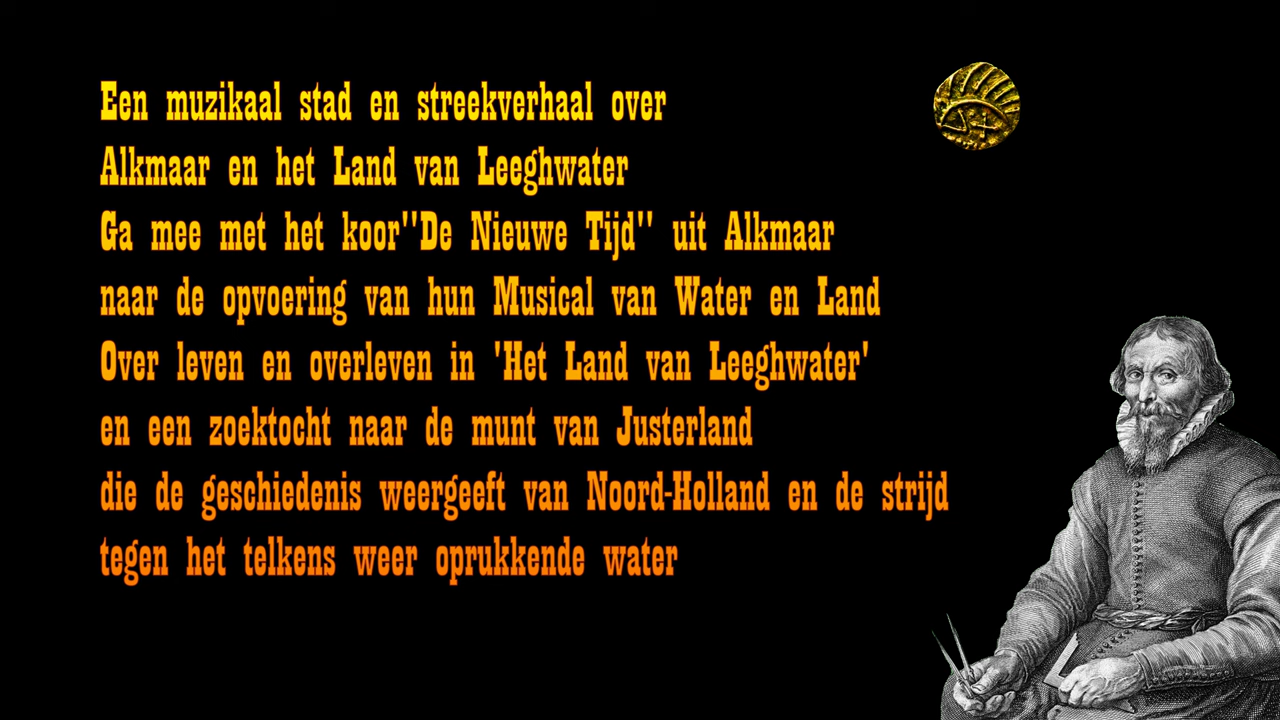 Een muzikaal stad en streekverhaal over
Alkmaar en het Land van Leeghwater
Ga mee met het koor"De Nieuwe Tijd" uit Alkmaar
naar de opvoering van hun Musical van Water en Land
Over leven en overleven in 'Het Land van Leeghwater'
en een zoektocht naar de munt van Justerland
die de geschiedenis weergeeft van Noord-Holland en de strijd
tegen het telkens weer oprukkende water